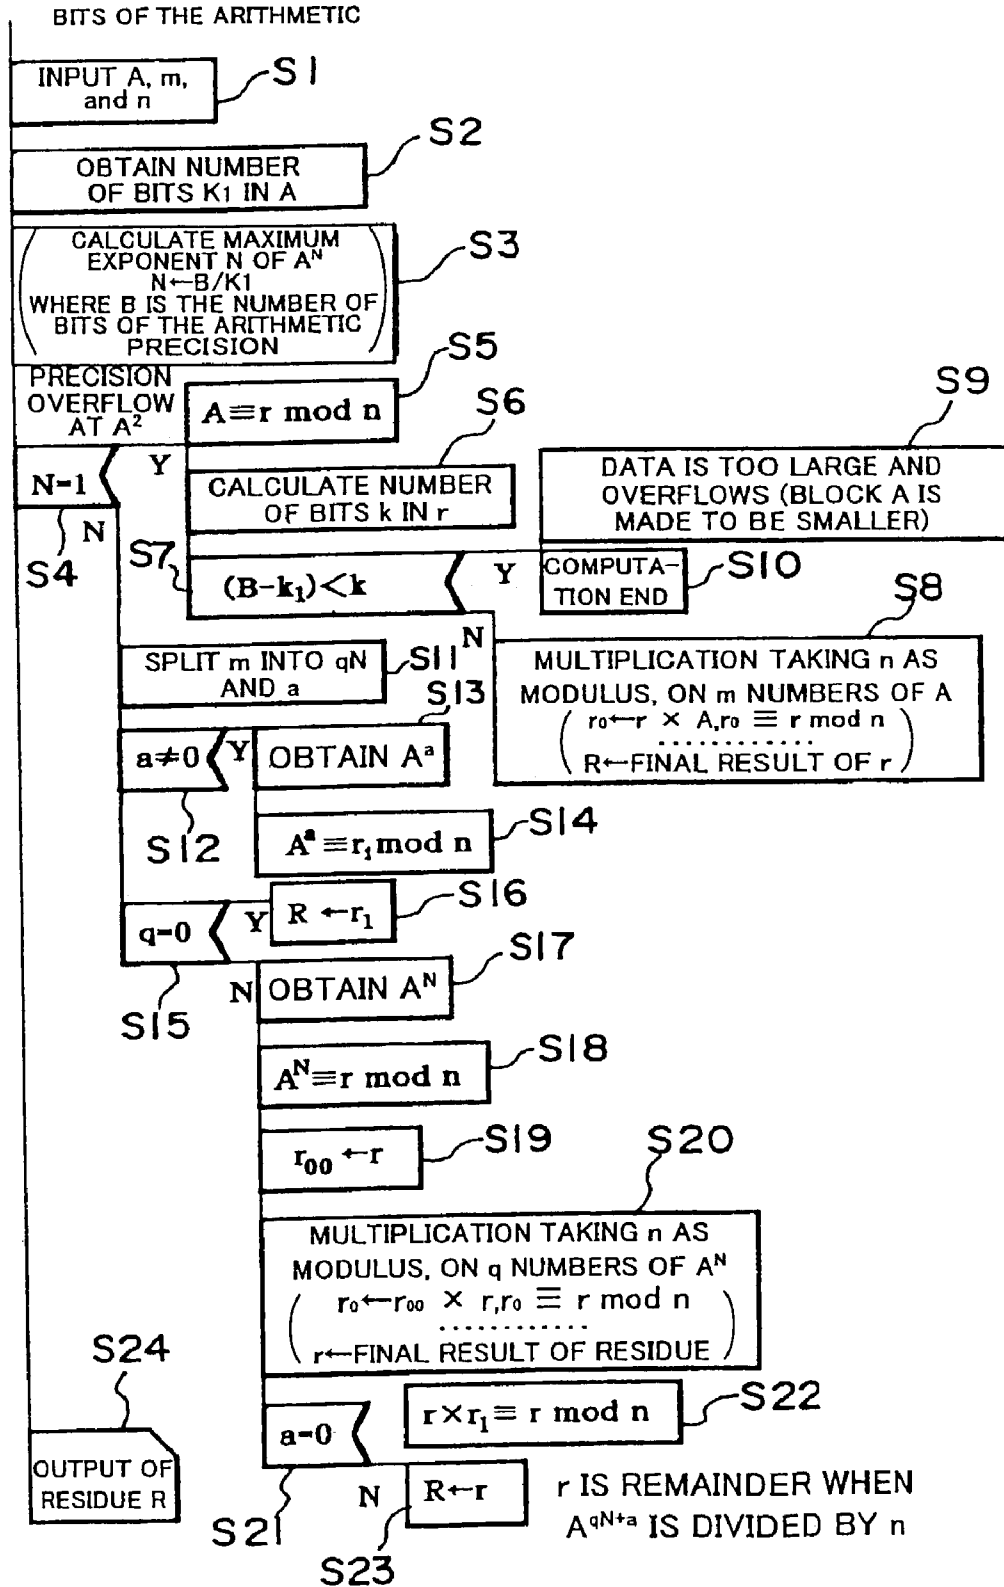 BITS OF THE ARITHMETIC
INPUT A, m,
and n
S1
OBTAIN NUMBER
OF BITS K1 IN A
S2
CALCULATE MAXIMUM
EXPONENT N OF A^N
N←B/K1
WHERE B IS THE NUMBER OF
BITS OF THE ARITHMETIC
PRECISION
S3
PRECISION
OVERFLOW
AT A²
N=1
Y
N
S4
A≡r mod n
S5
CALCULATE NUMBER
OF BITS k IN r
S6
S7
(B-k₁)<k
Y
N
DATA IS TOO LARGE AND
OVERFLOWS (BLOCK A IS
MADE TO BE SMALLER)
S9
COMPUTA-
TION END
S10
S8
MULTIPLICATION TAKING n AS
MODULUS, ON m NUMBERS OF A
r₀←r × A,r₀ ≡ r mod n
.............
R←FINAL RESULT OF r
SPLIT m INTO qN
AND a
S11
a≠0
Y
S12
S13
OBTAIN A^a
A^a≡r₁mod n
S14
q=0
Y
N
S15
R ←r₁
S16
OBTAIN A^N
S17
A^N≡r mod n
S18
r₀₀←r
S19
S20
MULTIPLICATION TAKING n AS
MODULUS, ON q NUMBERS OF A^N
r₀←r₀₀ × r,r₀ ≡ r mod n
............
r←FINAL RESULT OF RESIDUE
a=0
N
S21
r×r₁≡r mod n
S22
R←r
S23
S24
OUTPUT OF
RESIDUE R
r IS REMAINDER WHEN
A^qN+a IS DIVIDED BY n